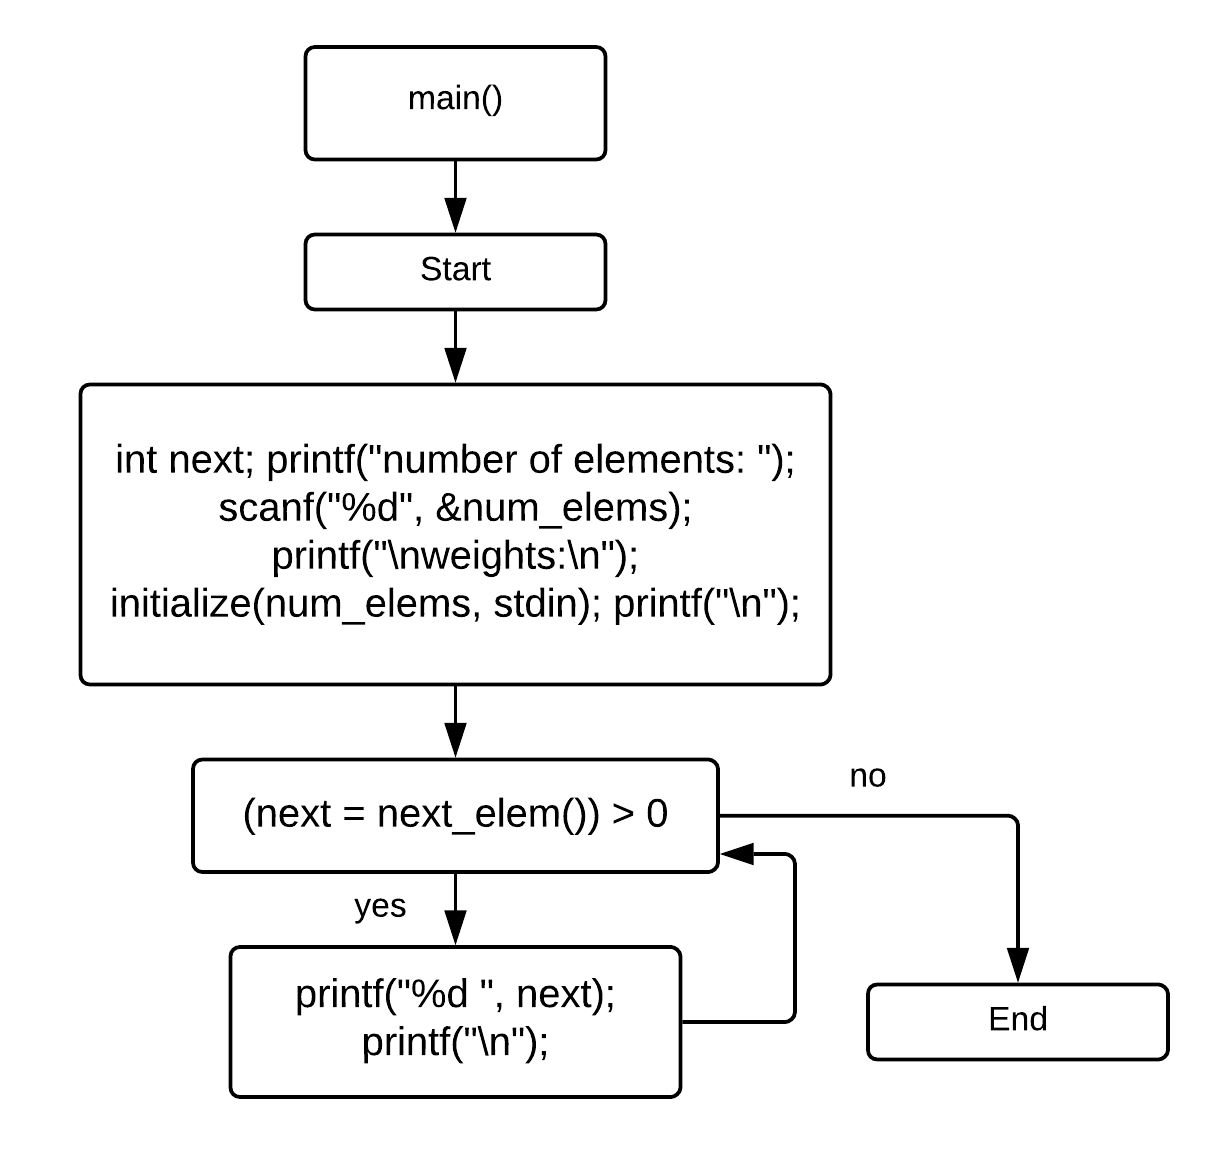 main()
Start
int next; printf("number of elements: ");
scanf("%d", &num_elems);
printf("\nweights:\n");
initialize(num_elems, stdin); printf("\n");
(next = next_elem()) > 0
no
yes
printf("%d ", next);
printf("\n");
End